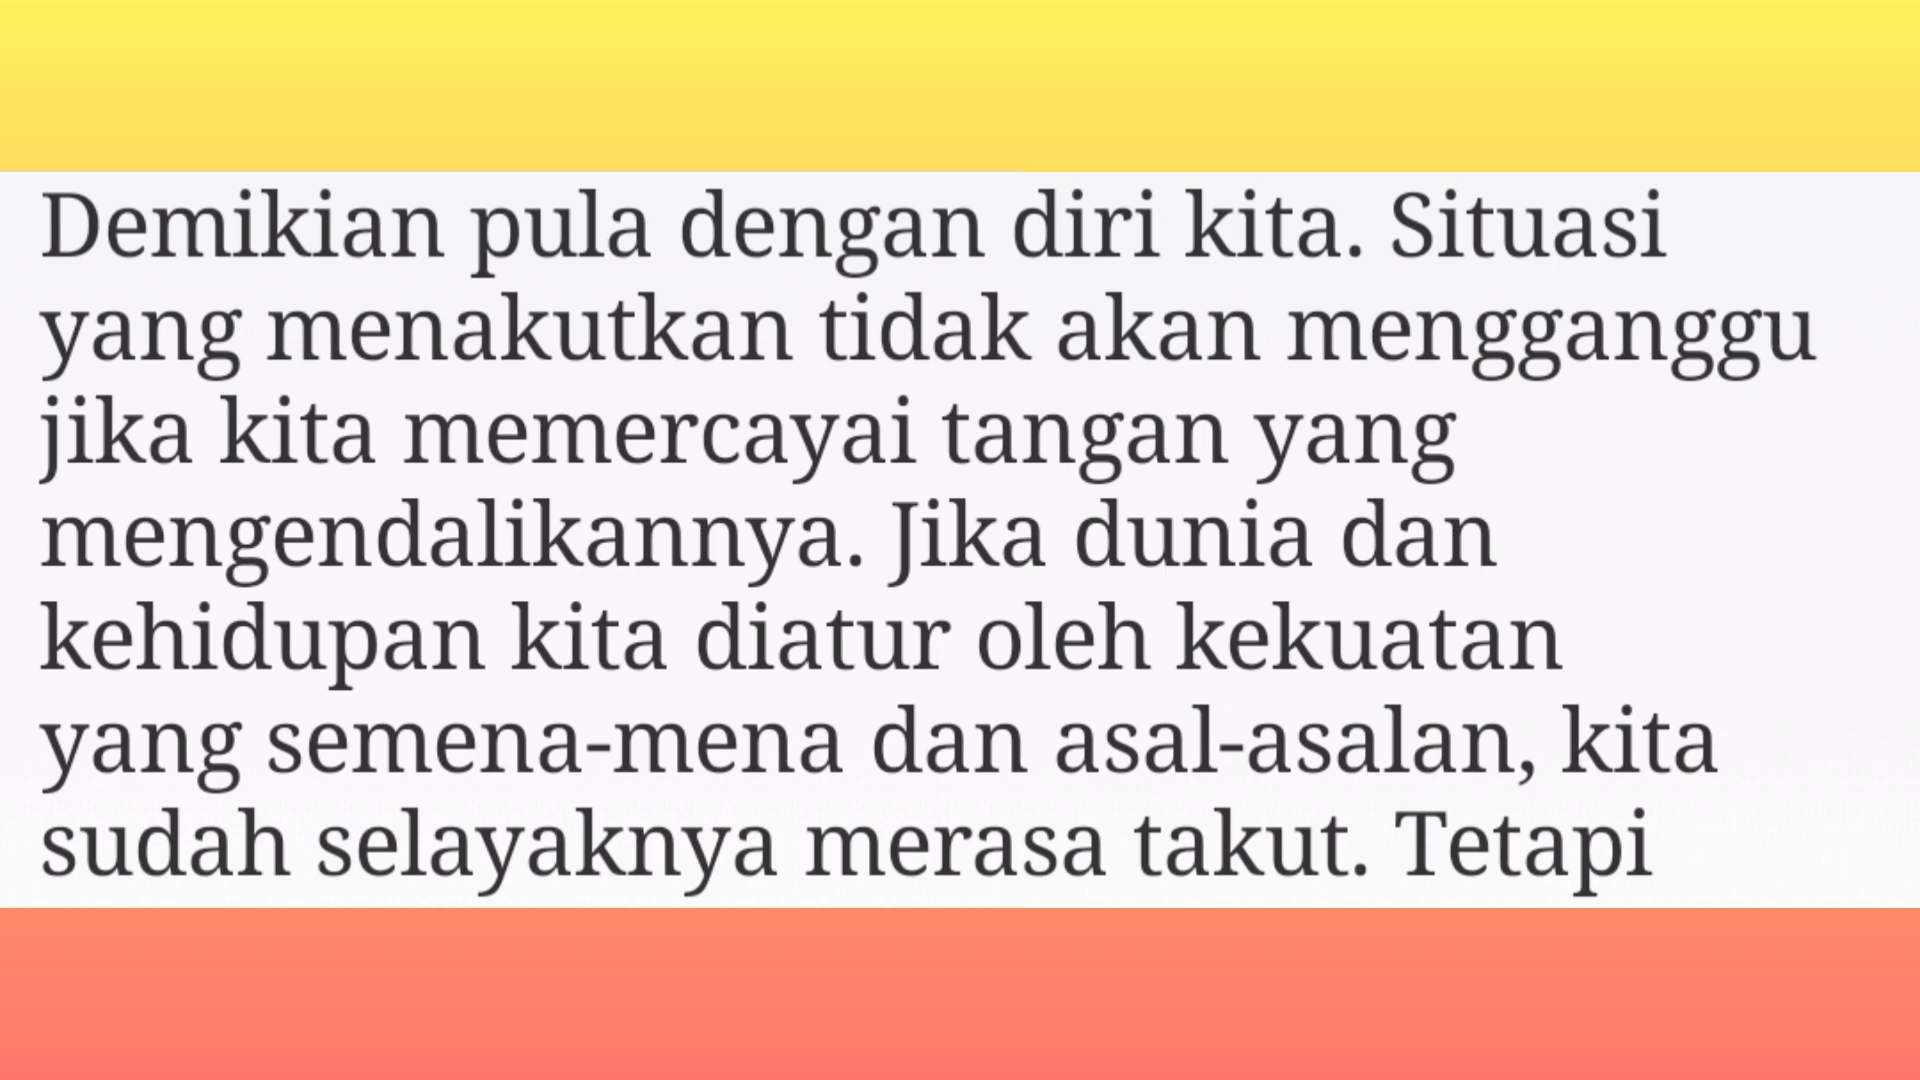 Demikian pula dengan diri kita. Situasi
yang menakutkan tidak akan mengganggu
jika kita memercayai tangan yang
mengendalikannya. Jika dunia dan
kehidupan kita diatur oleh kekuatan
yang semena-mena dan asal-asalan, kita
sudah selayaknya merasa takut. Tetapi